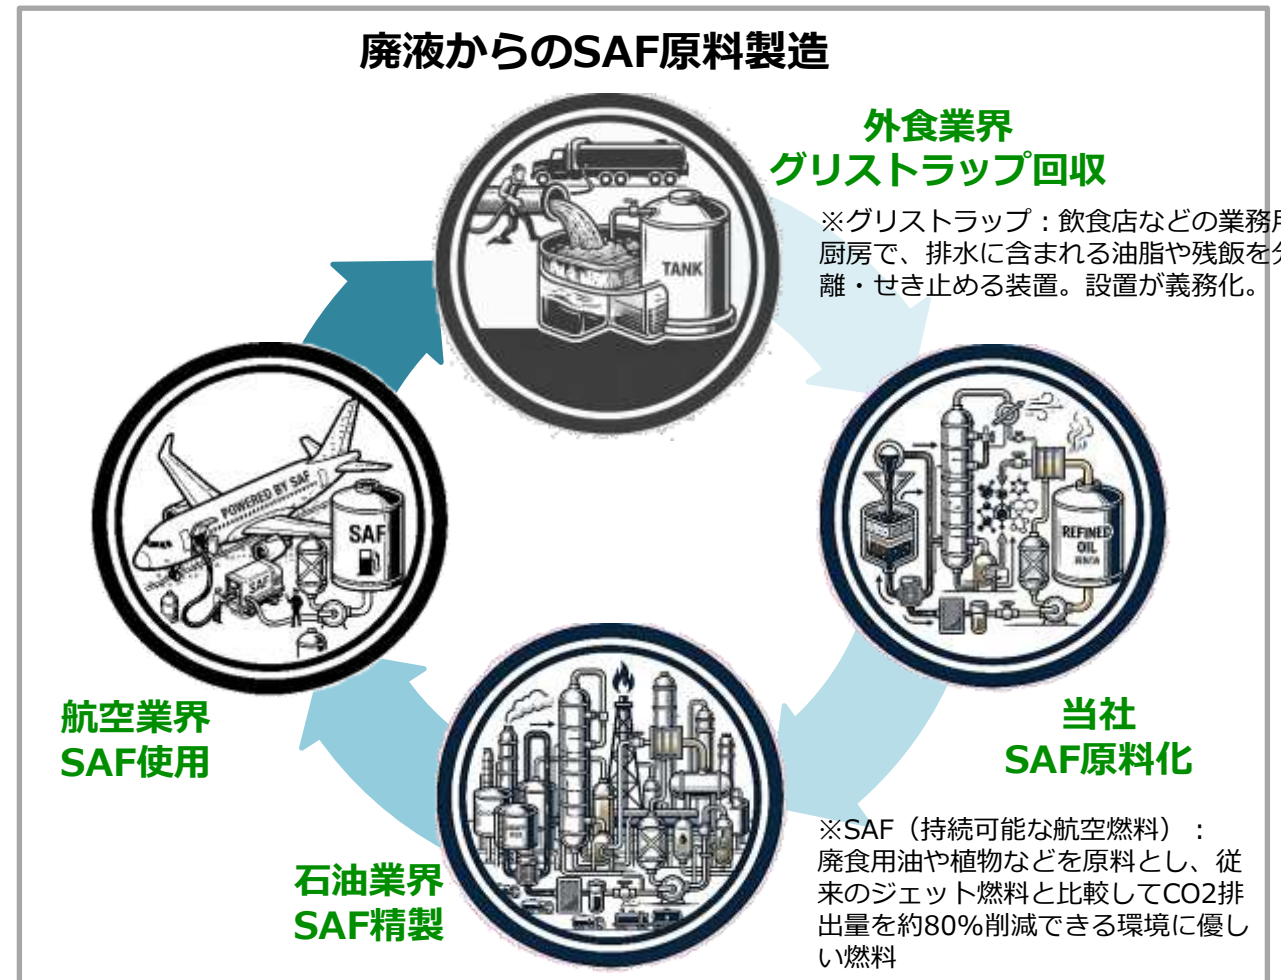 廃液からのSAF原料製造
外食業界
グリストラップ回収
※グリストラップ：飲食店などの業務用
厨房で、排水に含まれる油脂や残飯を分
離・せき止める装置。設置が義務化。
TANK
POWERED BY SAF
SAF
SAF
REFINED
OIL
航空業界
SAF使用
当社
SAF原料化
石油業界
SAF精製
※SAF（持続可能な航空燃料）：
廃食用油や植物などを原料とし、従
来のジェット燃料と比較してCO2排
出量を約80%削減できる環境に優し
い燃料